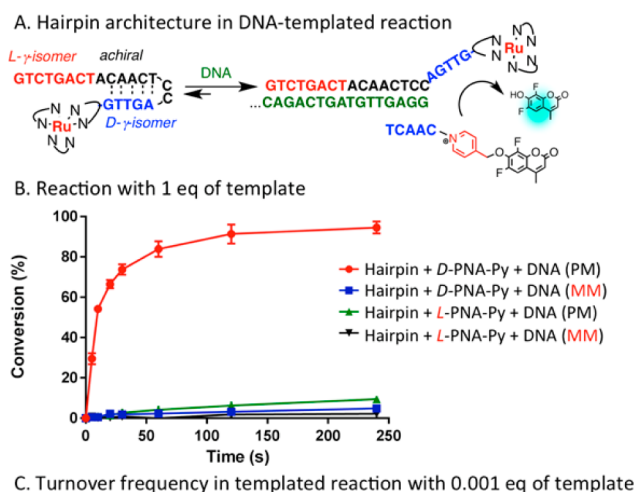 A. Hairpin architecture in DNA-templated reaction
L-γ-isomer achiral
GTCTGACTACAACTC
C
C
GTTGA
D-γ-isomer
N N N N N N
Ru
DNA
GTCTGACTACAACTCC
AGTTG
...CAGACTGATGTTGAGG
N N N N N N
Ru
TCAAC
N
⊕
O
F
F
O
O
HO
F
F
O
O
B. Reaction with 1 eq of template
Conversion (%)
100
80
60
40
20
0
0 50 100 150 200 250
Time (s)
Hairpin + D-PNA-Py + DNA (PM)
Hairpin + D-PNA-Py + DNA (MM)
Hairpin + L-PNA-Py + DNA (PM)
Hairpin + L-PNA-Py + DNA (MM)
C. Turnover frequency in templated reaction with 0.001 eq of template